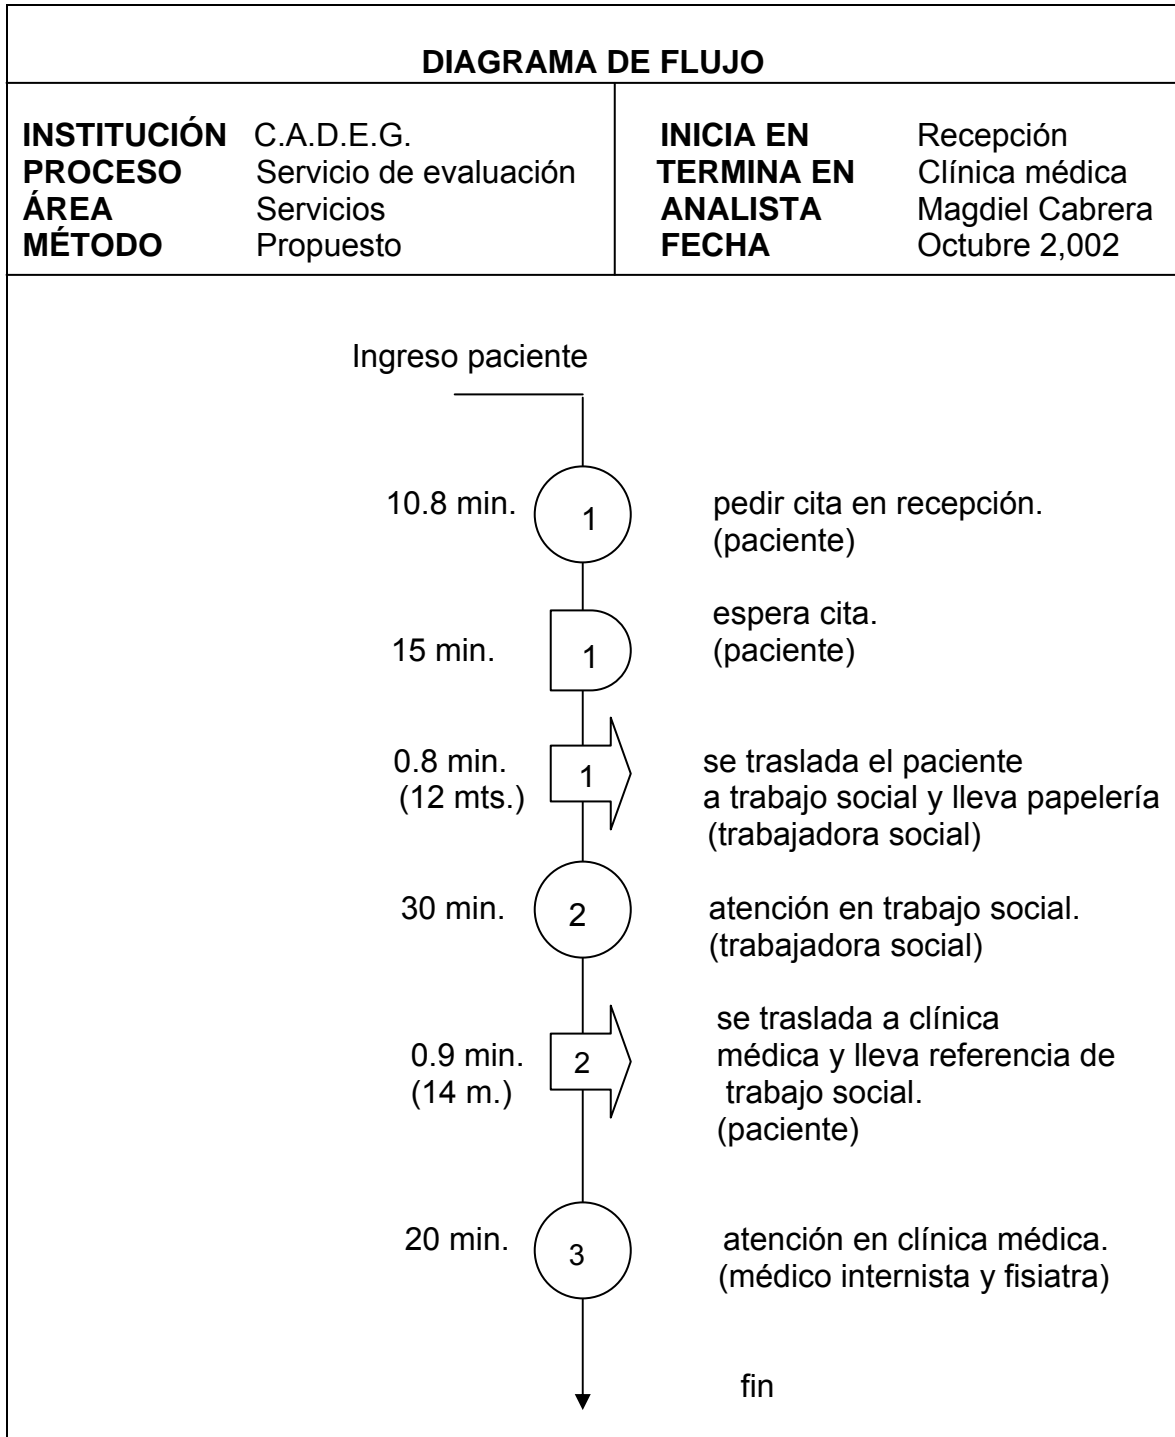 DIAGRAMA DE FLUJO
INSTITUCIÓN C.A.D.E.G.
PROCESO Servicio de evaluación
ÁREA Servicios
MÉTODO Propuesto
INICIA EN Recepción
TERMINA EN Clínica médica
ANALISTA Magdiel Cabrera
FECHA Octubre 2,002
Ingreso paciente
10.8 min. 1 pedir cita en recepción.
(paciente)
15 min. 1 espera cita.
(paciente)
0.8 min. 1 se traslada el paciente
(12 mts.) a trabajo social y lleva papelería
(trabajadora social)
30 min. 2 atención en trabajo social.
(trabajadora social)
se traslada a clínica
0.9 min. 2 médica y lleva referencia de
(14 m.) trabajo social.
(paciente)
20 min. 3 atención en clínica médica.
(médico internista y fisiatra)
fin